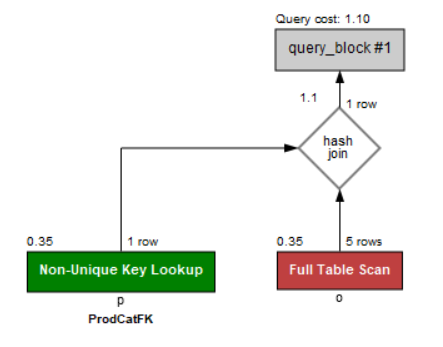 Query cost: 1.10
query_block #1
1.1
1 row
hash
join
0.35
1 row
0.35
5 rows
Non-Unique Key Lookup
Full Table Scan
p
o
ProdCatFK